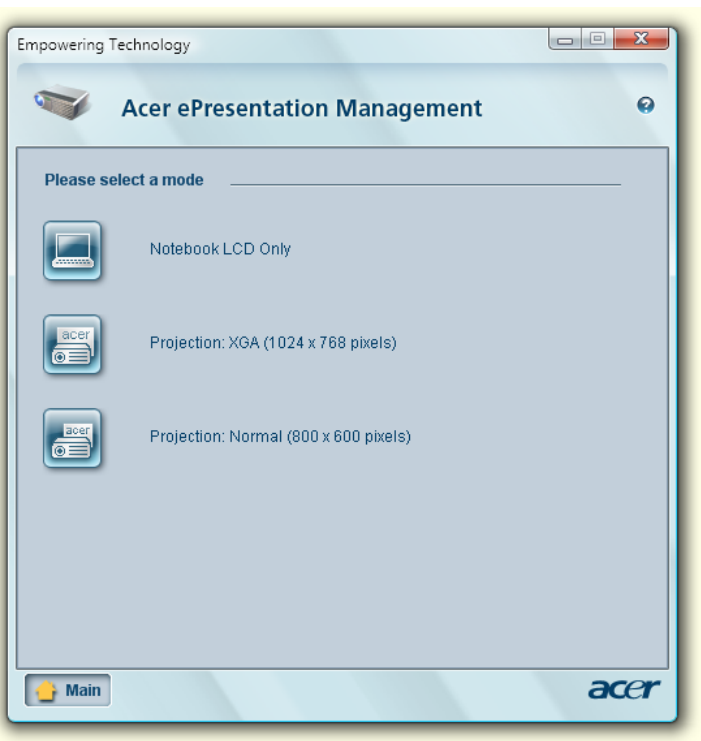 Empowering Technology
Acer ePresentation Management
Please select a mode
Notebook LCD Only
acer
Projection: XGA (1024 x 768 pixels)
acer
Projection: Normal (800 x 600 pixels)
Main
acer